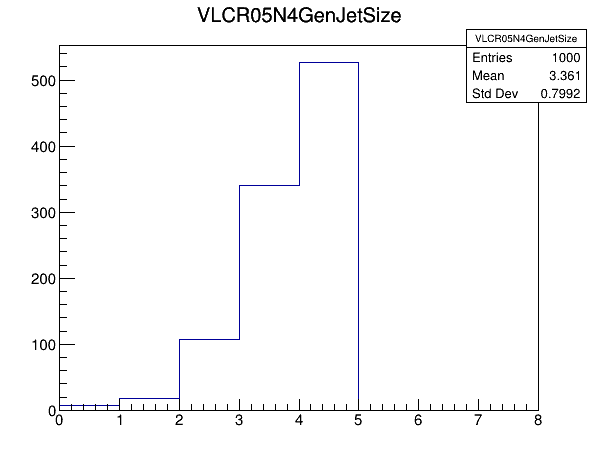 VLCR05N4GenJetSize
VLCR05N4GenJetSize
Entries 1000
Mean 3.361
Std Dev 0.7992
500
400
300
200
100
0
0 1 2 3 4 5 6 7 8